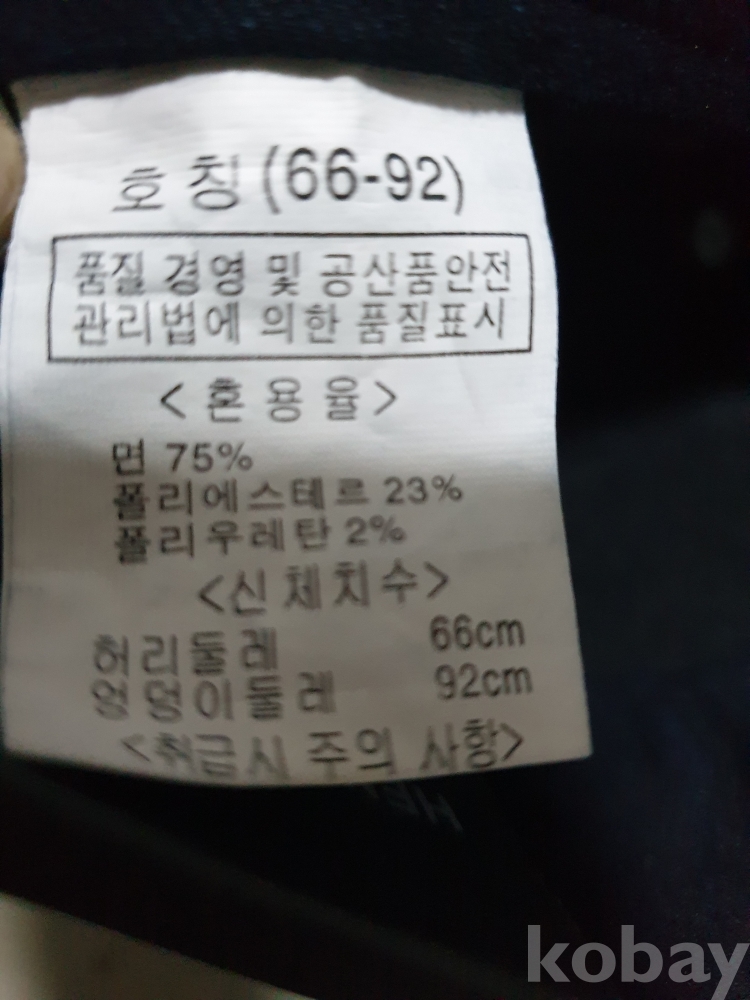 호칭(66-92)
품질 경영 및 공산품안전
관리법에 의한 품질표시
<혼용율>
면 75%
폴리에스테르 23%
폴리우레탄 2%
<신체치수>
허리둘레 66cm
엉덩이둘레 92cm
<취급시 주의 사항>
kobay